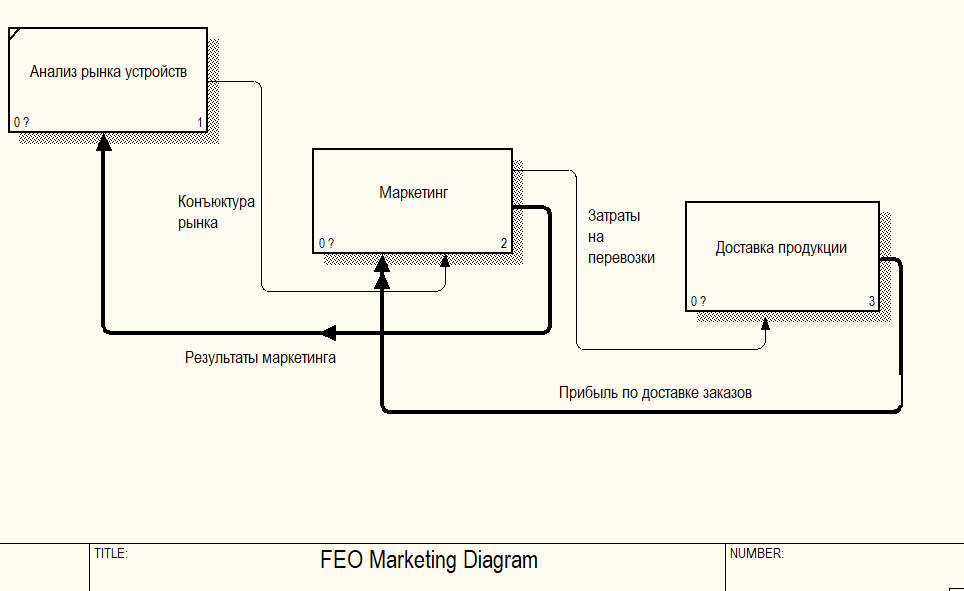 Анализ рынка устройств
0 ?
1
Маркетинг
0 ?
2
Конъюктура
рынка
Затраты
на
перевозки
Доставка продукции
0 ?
3
Результаты маркетинга
Прибыль по доставке заказов
TITLE:
FEO Marketing Diagram
NUMBER: